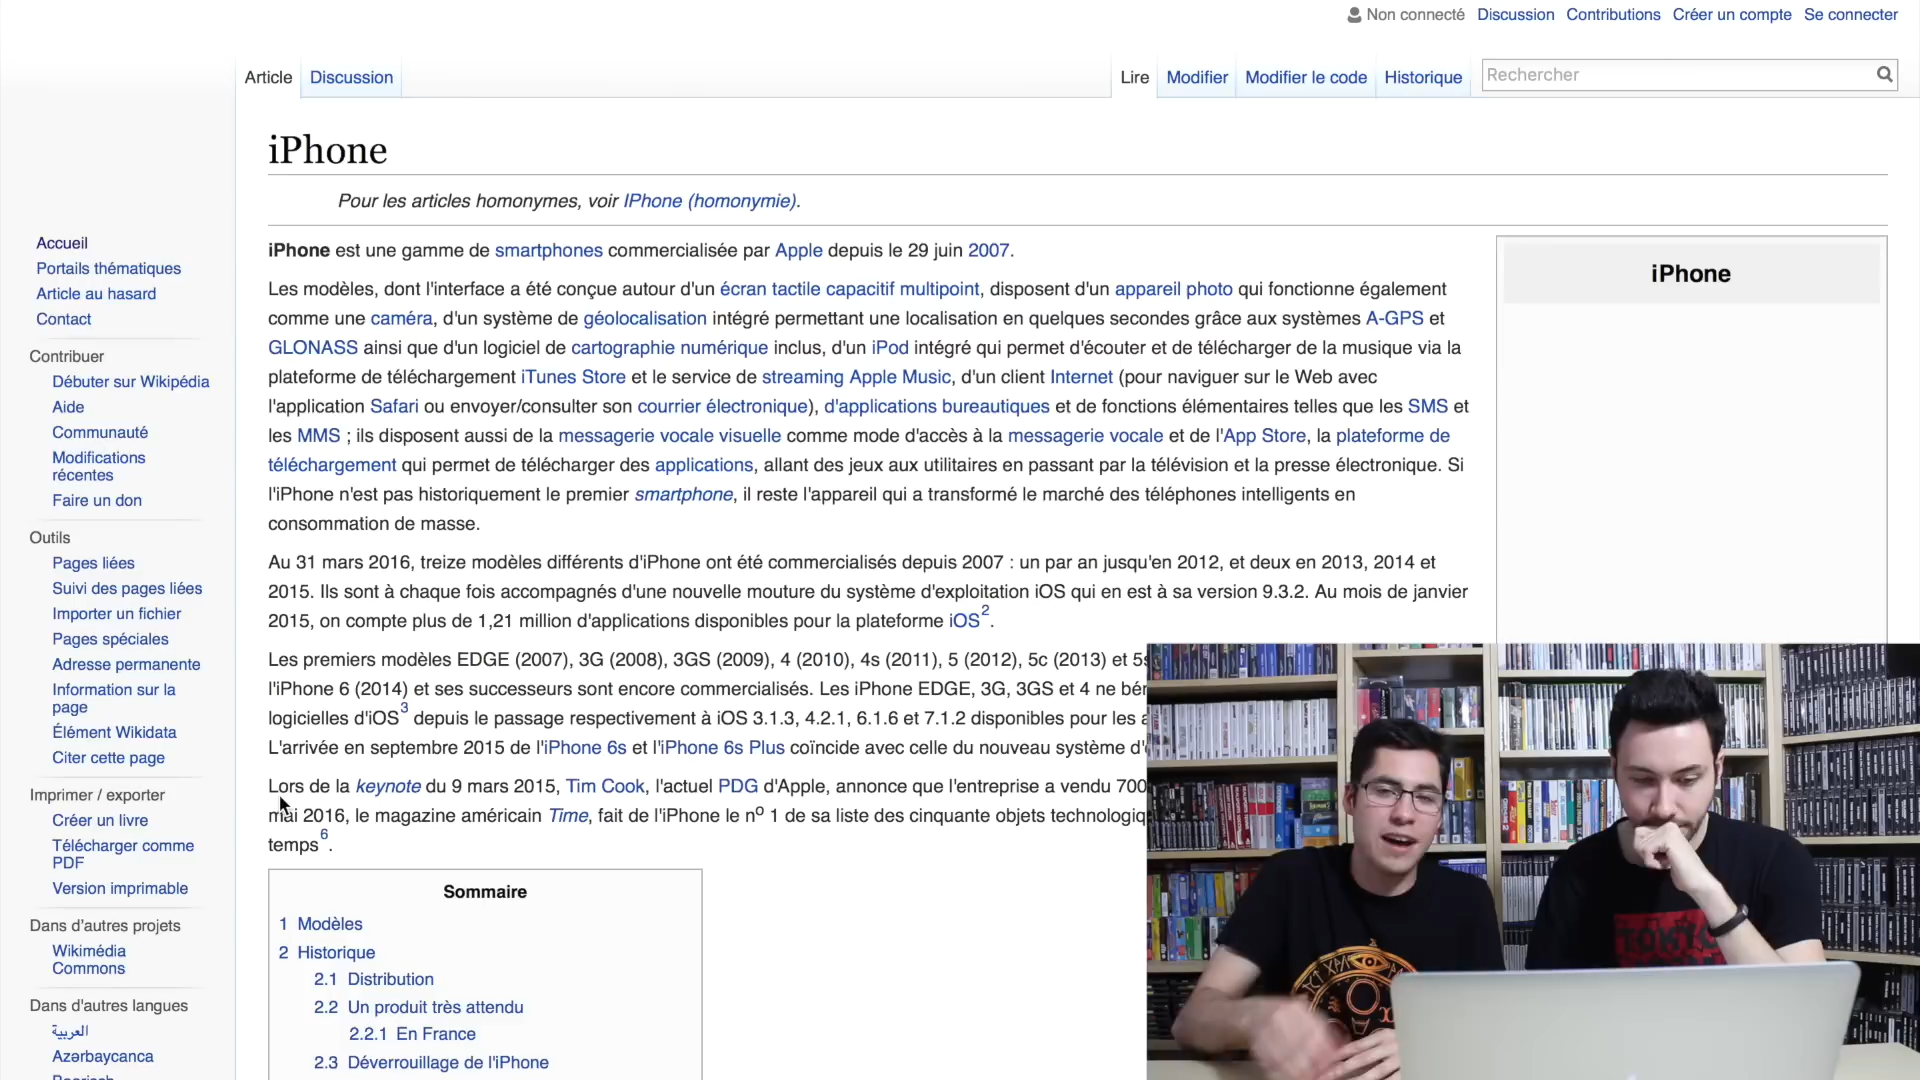 Non connecté Discussion Contributions Créer un compte Se connecter
Article Discussion Lire Modifier Modifier le code Historique Rechercher
iPhone
Pour les articles homonymes, voir IPhone (homonymie).
iPhone est une gamme de smartphones commercialisée par Apple depuis le 29 juin 2007.
Les modèles, dont l'interface a été conçue autour d'un écran tactile capacitif multipoint, disposent d'un appareil photo qui fonctionne également
comme une caméra, d'un système de géolocalisation intégré permettant une localisation en quelques secondes grâce aux systèmes A-GPS et
GLONASS ainsi que d'un logiciel de cartographie numérique inclus, d'un iPod intégré qui permet d'écouter et de télécharger de la musique via la
plateforme de téléchargement iTunes Store et le service de streaming Apple Music, d'un client Internet (pour naviguer sur le Web avec
l'application Safari ou envoyer/consulter son courrier électronique), d'applications bureautiques et de fonctions élémentaires telles que les SMS et
les MMS ; ils disposent aussi de la messagerie vocale visuelle comme mode d'accès à la messagerie vocale et de l'App Store, la plateforme de
téléchargement qui permet de télécharger des applications, allant des jeux aux utilitaires en passant par la télévision et la presse électronique. Si
l'iPhone n'est pas historiquement le premier smartphone, il reste l'appareil qui a transformé le marché des téléphones intelligents en
consommation de masse.
Au 31 mars 2016, treize modèles différents d'iPhone ont été commercialisés depuis 2007 : un par an jusqu'en 2012, et deux en 2013, 2014 et
2015. Ils sont à chaque fois accompagnés d'une nouvelle mouture du système d'exploitation iOS qui en est à sa version 9.3.2. Au mois de janvier
2015, on compte plus de 1,21 million d'applications disponibles pour la plateforme iOS2.
Les premiers modèles EDGE (2007), 3G (2008), 3GS (2009), 4 (2010), 4s (2011), 5 (2012), 5c (2013) et 5s
l'iPhone 6 (2014) et ses successeurs sont encore commercialisés. Les iPhone EDGE, 3G, 3GS et 4 ne
logicielles d'iOS3 depuis le passage respectivement à iOS 3.1.3, 4.2.1, 6.1.6 et 7.1.2 disponibles pour les
L'arrivée en septembre 2015 de l'iPhone 6s et l'iPhone 6s Plus coïncide avec celle du nouveau système
Lors de la keynote du 9 mars 2015, Tim Cook, l'actuel PDG d'Apple, annonce que l'entreprise a vendu 700
mai 2016, le magazine américain Time, fait de l'iPhone le no 1 de sa liste des cinquante objets
temps6.
Sommaire
1 Modèles
2 Historique
2.1 Distribution
2.2 Un produit très attendu
2.2.1 En France
2.3 Déverrouillage de l'iPhone
iPhone
Accueil
Portails thématiques
Article au hasard
Contact
Contribuer
Débuter sur Wikipédia
Aide
Communauté
Modifications
récentes
Faire un don
Outils
Pages liées
Suivi des pages liées
Importer un fichier
Pages spéciales
Adresse permanente
Information sur la
page
Élément Wikidata
Citer cette page
Imprimer / exporter
Créer un livre
Télécharger comme
PDF
Version imprimable
Dans d'autres projets
Wikimédia
Commons
Dans d'autres langues
العربية
Azərbaycanca
TOKYO